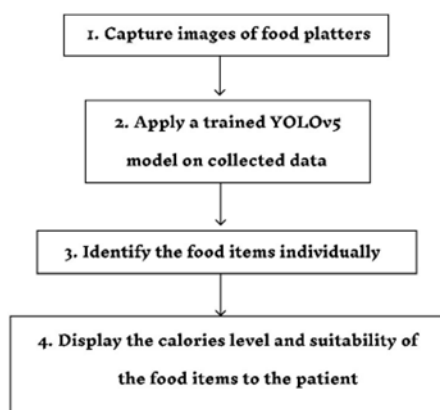 1. Capture images of food platters
2. Apply a trained YOLOv5
model on collected data
3. Identify the food items individually
4. Display the calories level and suitability of
the food items to the patient